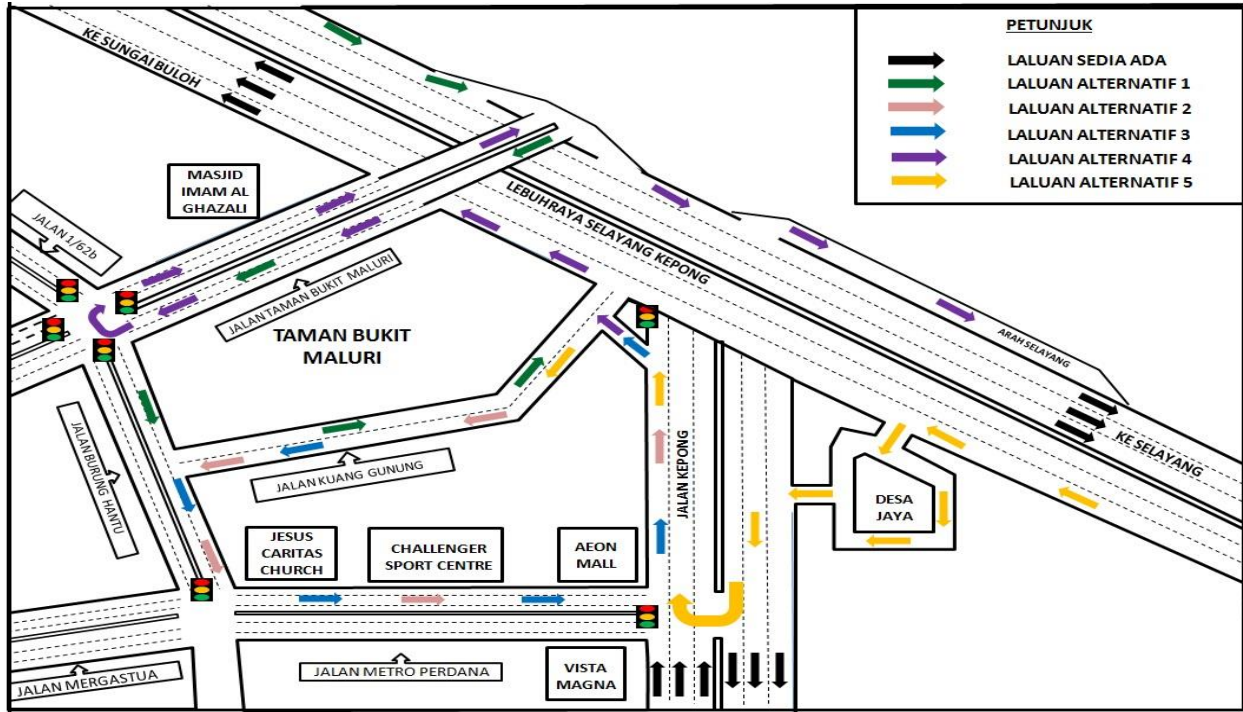 PETUNJUK
LALUAN SEDIA ADA
LALUAN ALTERNATIF 1
LALUAN ALTERNATIF 2
LALUAN ALTERNATIF 3
LALUAN ALTERNATIF 4
LALUAN ALTERNATIF 5
KE SUNGAI BULOH
MASJID
IMAM AL
GHAZALI
JALAN 1/62b
LEBUHRAYA SELAYANG KEPONG
JALAN TAMAN BUKIT MALURI
TAMAN BUKIT
MALURI
ARAH SELAYANG
KE SELAYANG
JALAN BURUNG HANTU
JALAN KUANG GUNUNG
JALAN KEPONG
DESA
JAYA
JESUS
CARITAS
CHURCH
CHALLENGER
SPORT CENTRE
AEON
MALL
JALAN MERGASTUA
JALAN METRO PERDANA
VISTA
MAGNA